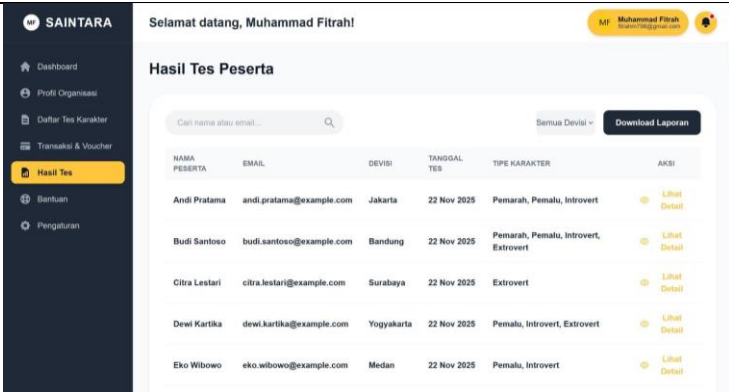 MF SAINTARA
Dashboard
Profil Organisasi
Daftar Tes Karakter
Transaksi & Voucher
Hasil Tes
Bantuan
Pengaturan
Selamat datang, Muhammad Fitrah!
MF Muhammad Fitrah
Hasil Tes Peserta
Cari nama atau email...
Semua Devisi
Download Laporan
NAMA PESERTA EMAIL DEVISI TANGGAL TES TIPE KARAKTER AKSI
Andi Pratama andi.pratama@example.com Jakarta 22 Nov 2025 Pemarah, Pemalu, Introvert Lihat Detail
Budi Santoso budi.santoso@example.com Bandung 22 Nov 2025 Pemarah, Pemalu, Introvert, Extrovert Lihat Detail
Citra Lestari citra.lestari@example.com Surabaya 22 Nov 2025 Extrovert Lihat Detail
Dewi Kartika dewi.kartika@example.com Yogyakarta 22 Nov 2025 Pemalu, Introvert, Extrovert Lihat Detail
Eko Wibowo eko.wibowo@example.com Medan 22 Nov 2025 Pemalu, Introvert Lihat Detail